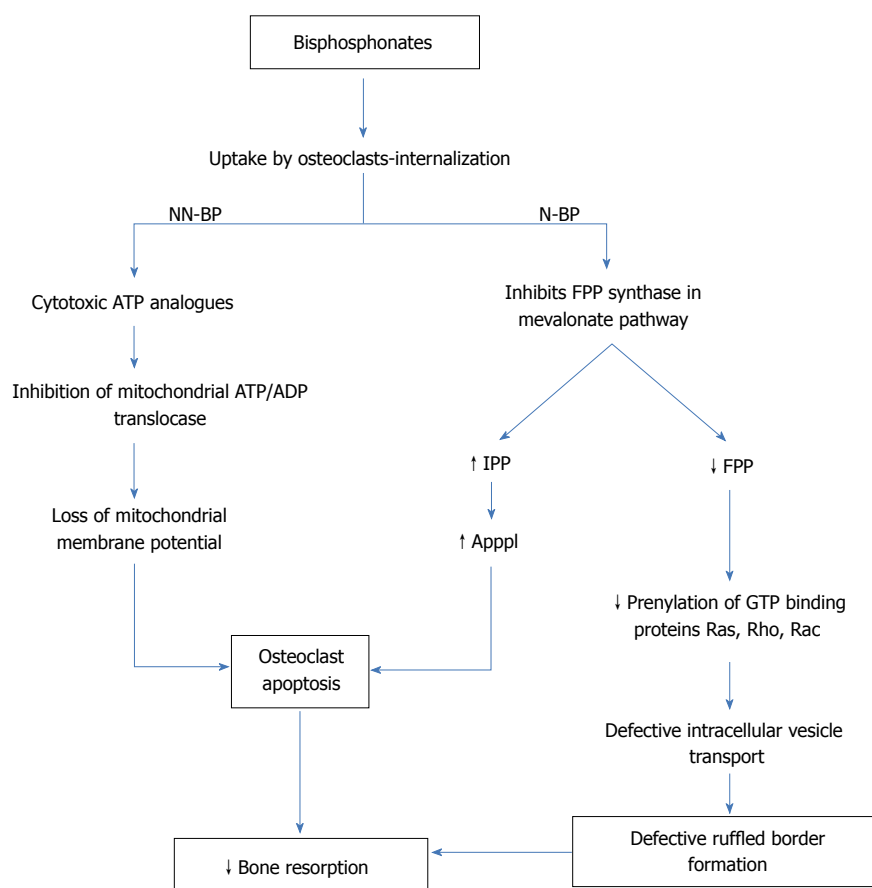 Bisphosphonates
Uptake by osteoclasts-internalization
NN-BP
N-BP
Cytotoxic ATP analogues
Inhibits FPP synthase in
mevalonate pathway
Inhibition of mitochondrial ATP/ADP
translocase
↑ IPP
↓ FPP
Loss of mitochondrial
membrane potential
↑ Apppl
↓ Prenylation of GTP binding
proteins Ras, Rho, Rac
Osteoclast
apoptosis
Defective intracellular vesicle
transport
Defective ruffled border
formation
↓ Bone resorption